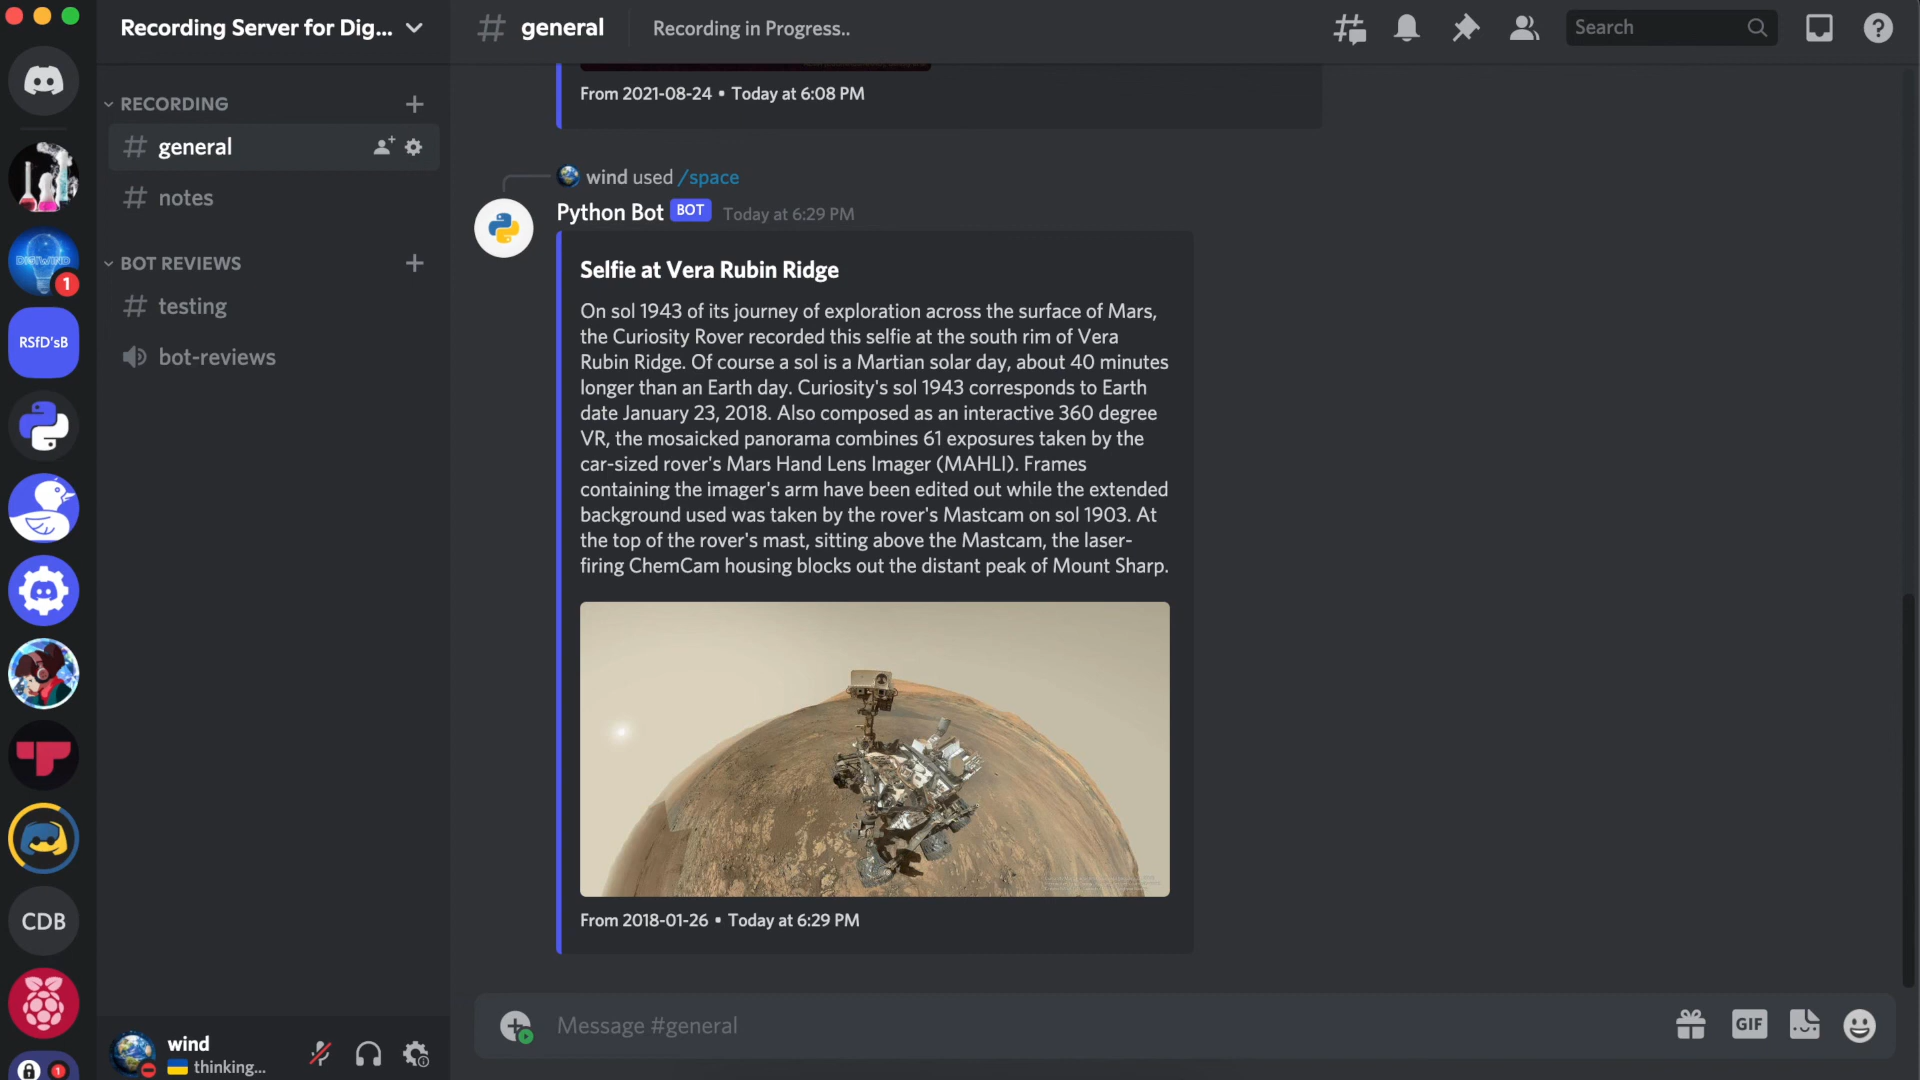 Recording Server for Dig...
general
Recording in Progress..
Search
RECORDING
general
notes
BOT REVIEWS
testing
bot-reviews
DIGIWIND
1
RSfD'sB
CDB
1
From 2021-08-24 • Today at 6:08 PM
wind used /space
Python Bot BOT Today at 6:29 PM
Selfie at Vera Rubin Ridge
On sol 1943 of its journey of exploration across the surface of Mars,
the Curiosity Rover recorded this selfie at the south rim of Vera
Rubin Ridge. Of course a sol is a Martian solar day, about 40 minutes
longer than an Earth day. Curiosity's sol 1943 corresponds to Earth
date January 23, 2018. Also composed as an interactive 360 degree
VR, the mosaicked panorama combines 61 exposures taken by the
car-sized rover's Mars Hand Lens Imager (MAHLI). Frames
containing the imager's arm have been edited out while the extended
background used was taken by the rover's Mastcam on sol 1903. At
the top of the rover's mast, sitting above the Mastcam, the laser-
firing ChemCam housing blocks out the distant peak of Mount Sharp.
From 2018-01-26 • Today at 6:29 PM
wind
thinking...
Message #general
GIF